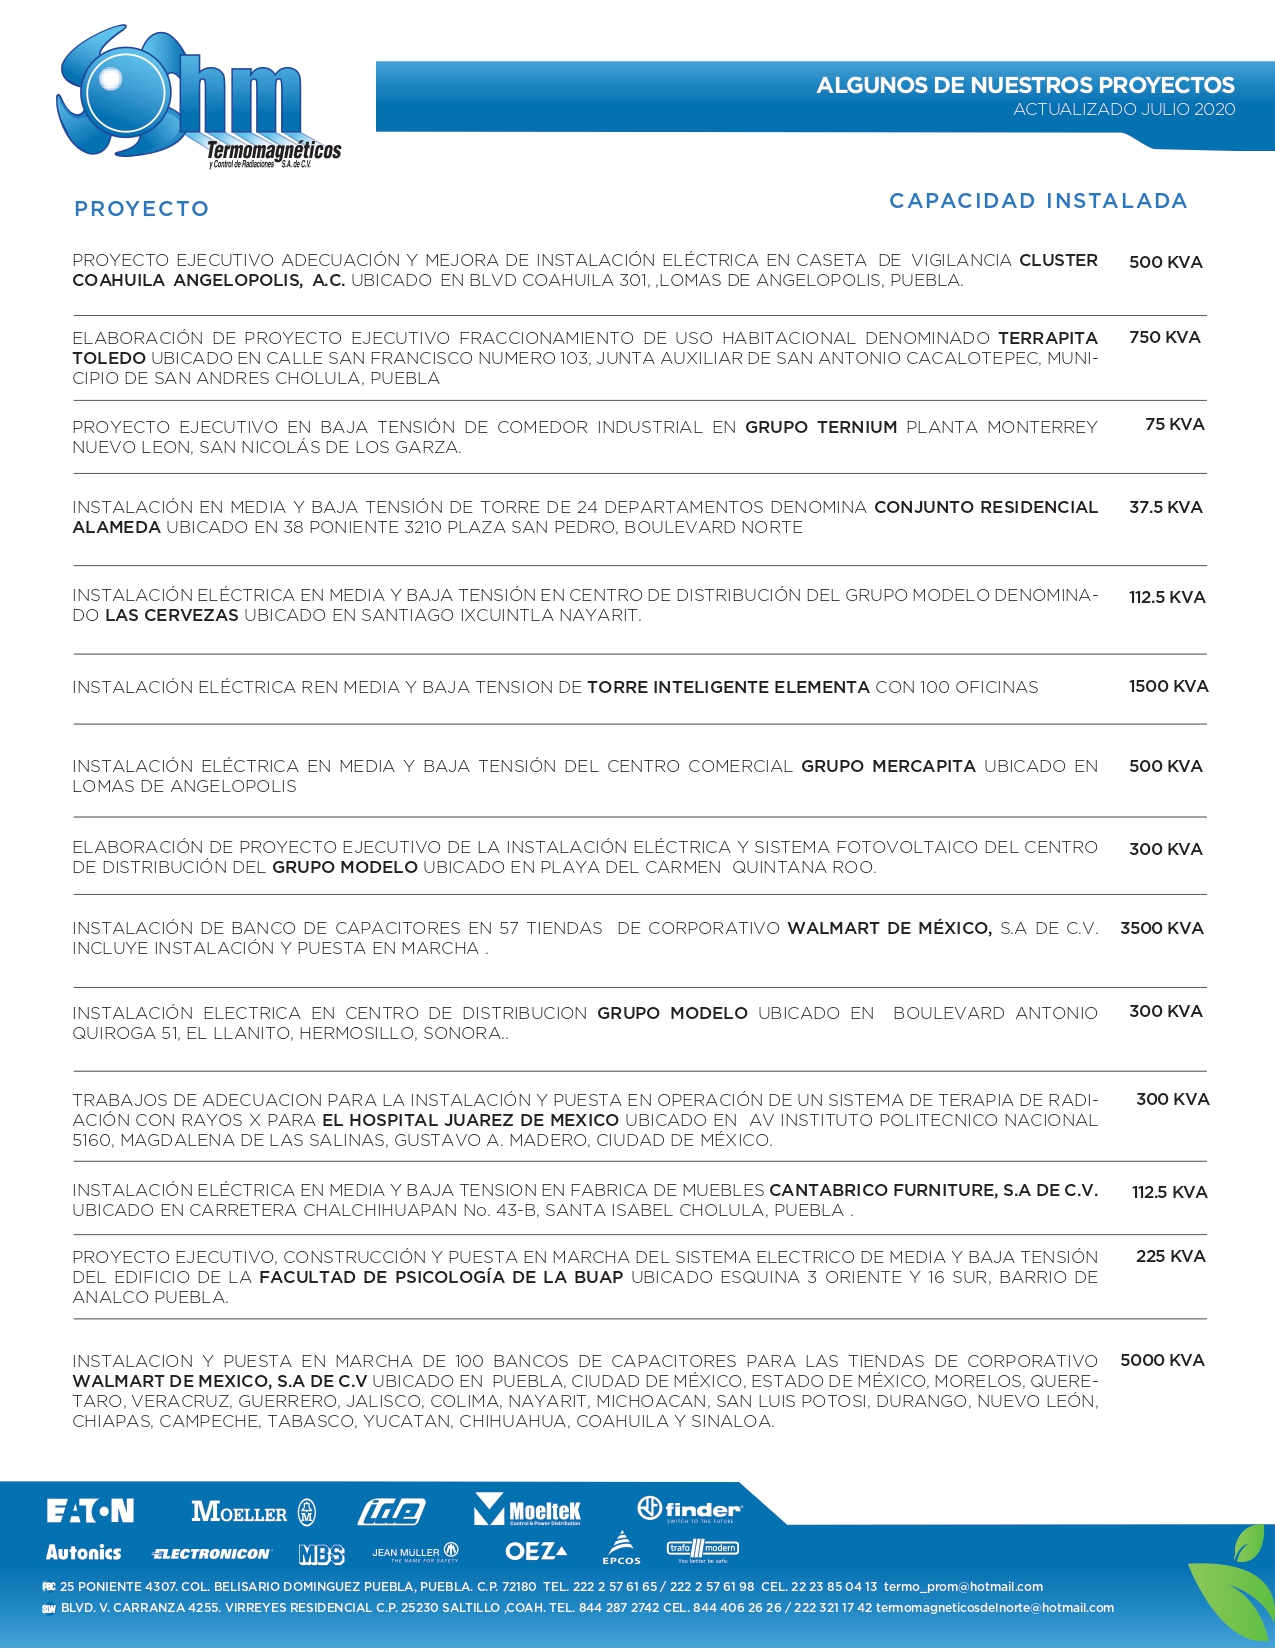 Ohm
Termomagnéticos
y Control de Radiaciones S.A. de C.V.
ALGUNOS DE NUESTROS PROYECTOS
ACTUALIZADO JULIO 2020
PROYECTO
CAPACIDAD INSTALADA
PROYECTO EJECUTIVO ADECUACIÓN Y MEJORA DE INSTALACIÓN ELÉCTRICA EN CASETA DE VIGILANCIA CLUSTER
COAHUILA ANGELOPOLIS, A.C. UBICADO EN BLVD COAHUILA 301, ,LOMAS DE ANGELOPOLIS, PUEBLA.
500 KVA
ELABORACIÓN DE PROYECTO EJECUTIVO FRACCIONAMIENTO DE USO HABITACIONAL DENOMINADO TERRAPITA
TOLEDO UBICADO EN CALLE SAN FRANCISCO NUMERO 103, JUNTA AUXILIAR DE SAN ANTONIO CACALOTEPEC, MUNI-
CIPIO DE SAN ANDRES CHOLULA, PUEBLA
750 KVA
PROYECTO EJECUTIVO EN BAJA TENSIÓN DE COMEDOR INDUSTRIAL EN GRUPO TERNIUM PLANTA MONTERREY
NUEVO LEON, SAN NICOLÁS DE LOS GARZA.
75 KVA
INSTALACIÓN EN MEDIA Y BAJA TENSIÓN DE TORRE DE 24 DEPARTAMENTOS DENOMINA CONJUNTO RESIDENCIAL
ALAMEDA UBICADO EN 38 PONIENTE 3210 PLAZA SAN PEDRO, BOULEVARD NORTE
37.5 KVA
INSTALACIÓN ELÉCTRICA EN MEDIA Y BAJA TENSIÓN EN CENTRO DE DISTRIBUCIÓN DEL GRUPO MODELO DENOMINA-
DO LAS CERVEZAS UBICADO EN SANTIAGO IXCUINTLA NAYARIT.
112.5 KVA
INSTALACIÓN ELÉCTRICA REN MEDIA Y BAJA TENSION DE TORRE INTELIGENTE ELEMENTA CON 100 OFICINAS
1500 KVA
INSTALACIÓN ELÉCTRICA EN MEDIA Y BAJA TENSIÓN DEL CENTRO COMERCIAL GRUPO MERCAPITA UBICADO EN
LOMAS DE ANGELOPOLIS
500 KVA
ELABORACIÓN DE PROYECTO EJECUTIVO DE LA INSTALACIÓN ELÉCTRICA Y SISTEMA FOTOVOLTAICO DEL CENTRO
DE DISTRIBUCIÓN DEL GRUPO MODELO UBICADO EN PLAYA DEL CARMEN QUINTANA ROO.
300 KVA
INSTALACIÓN DE BANCO DE CAPACITORES EN 57 TIENDAS DE CORPORATIVO WALMART DE MÉXICO, S.A DE C.V.
INCLUYE INSTALACIÓN Y PUESTA EN MARCHA .
3500 KVA
INSTALACIÓN ELECTRICA EN CENTRO DE DISTRIBUCION GRUPO MODELO UBICADO EN BOULEVARD ANTONIO
QUIROGA 51, EL LLANITO, HERMOSILLO, SONORA..
300 KVA
TRABAJOS DE ADECUACION PARA LA INSTALACIÓN Y PUESTA EN OPERACIÓN DE UN SISTEMA DE TERAPIA DE RADI-
ACIÓN CON RAYOS X PARA EL HOSPITAL JUAREZ DE MEXICO UBICADO EN AV INSTITUTO POLITECNICO NACIONAL
5160, MAGDALENA DE LAS SALINAS, GUSTAVO A. MADERO, CIUDAD DE MÉXICO.
300 KVA
INSTALACIÓN ELÉCTRICA EN MEDIA Y BAJA TENSION EN FABRICA DE MUEBLES CANTABRICO FURNITURE, S.A DE C.V.
UBICADO EN CARRETERA CHALCHIHUAPAN No. 43-B, SANTA ISABEL CHOLULA, PUEBLA .
112.5 KVA
PROYECTO EJECUTIVO, CONSTRUCCIÓN Y PUESTA EN MARCHA DEL SISTEMA ELECTRICO DE MEDIA Y BAJA TENSIÓN
DEL EDIFICIO DE LA FACULTAD DE PSICOLOGÍA DE LA BUAP UBICADO ESQUINA 3 ORIENTE Y 16 SUR, BARRIO DE
ANALCO PUEBLA.
225 KVA
INSTALACION Y PUESTA EN MARCHA DE 100 BANCOS DE CAPACITORES PARA LAS TIENDAS DE CORPORATIVO
WALMART DE MEXICO, S.A DE C.V UBICADO EN PUEBLA, CIUDAD DE MÉXICO, ESTADO DE MÉXICO, MORELOS, QUERE-
TARO, VERACRUZ, GUERRERO, JALISCO, COLIMA, NAYARIT, MICHOACAN, SAN LUIS POTOSI, DURANGO, NUEVO LEÓN,
CHIAPAS, CAMPECHE, TABASCO, YUCATAN, CHIHUAHUA, COAHUILA Y SINALOA.
5000 KVA
EATON MOELLER ide Moeltek finder
Control & Power Distribution SWITCH TO THE FUTURE
Autonics ELECTRONICON MBS JEAN MÜLLER OEZ EPCOS trafo modern
THE NAME FOR SAFETY You better be safe.
25 PONIENTE 4307. COL. BELISARIO DOMINGUEZ PUEBLA, PUEBLA. C.P. 72180 TEL. 222 2 57 61 65 / 222 2 57 61 98 CEL. 22 23 85 04 13 termo_prom@hotmail.com
BLVD. V. CARRANZA 4255. VIRREYES RESIDENCIAL C.P. 25230 SALTILLO ,COAH. TEL. 844 287 2742 CEL. 844 406 26 26 / 222 321 17 42 termomagneticosdelnorte@hotmail.com